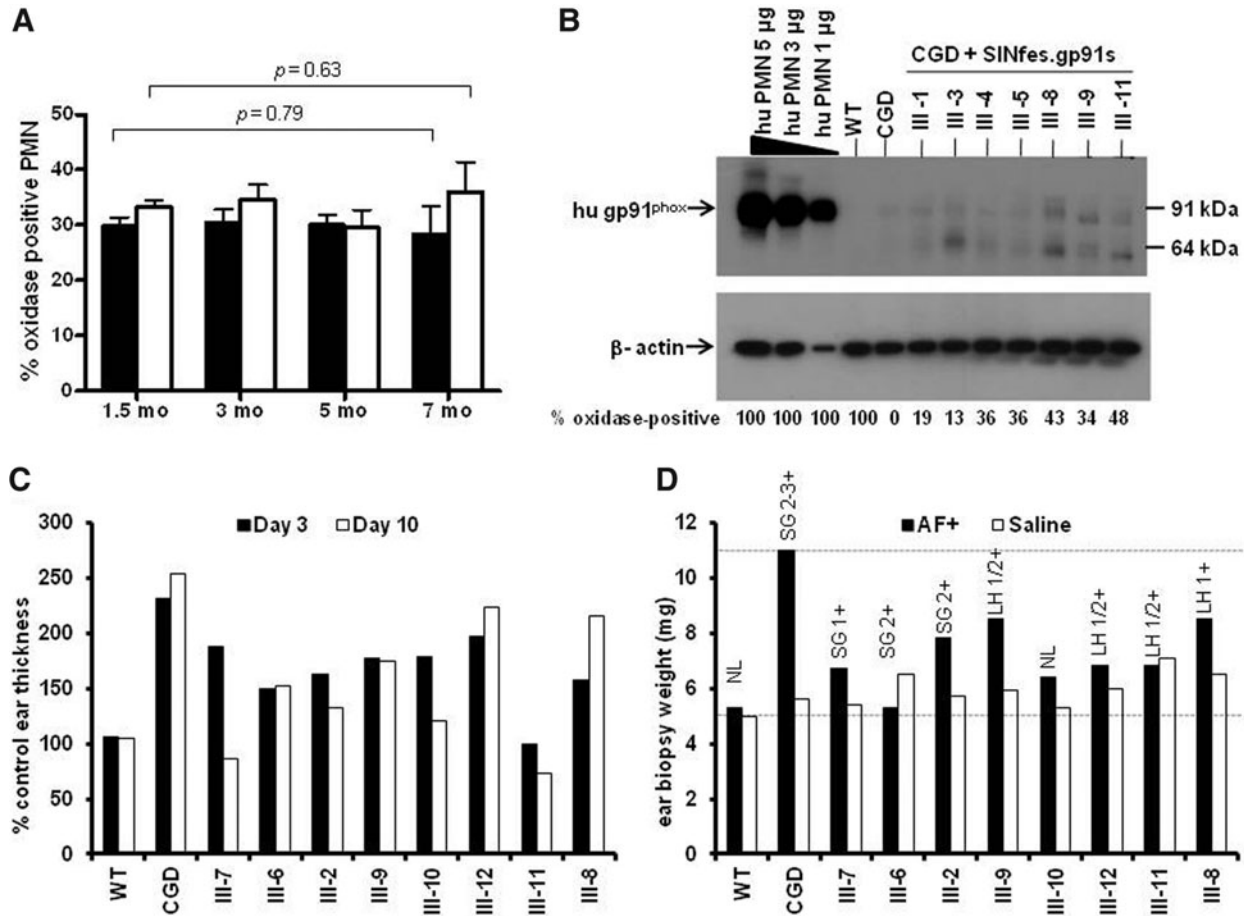 A
p = 0.63
p = 0.79
% oxidase positive PMN
50
40
30
20
10
0
1.5 mo 3 mo 5 mo 7 mo
B
hu PMN 5 µg
hu PMN 3 µg
hu PMN 1 µg
WT
CGD
CGD + SINfes.gp91s
III -1
III -3
III -4
III -5
III -8
III -9
III -11
hu gp91phox
91 kDa
64 kDa
β- actin
% oxidase-positive 100 100 100 100 0 19 13 36 36 43 34 48
C
Day 3 Day 10
% control ear thickness
300
250
200
150
100
50
0
WT
CGD
III-7
III-6
III-2
III-9
III-10
III-12
III-11
III-8
D
AF+ Saline
ear biopsy weight (mg)
12
10
8
6
4
2
0
NL
SG 2-3+
SG 1+
SG 2+
SG 2+
LH 1/2+
NL
LH 1/2+
LH 1/2+
LH 1+
WT
CGD
III-7
III-6
III-2
III-9
III-10
III-12
III-11
III-8